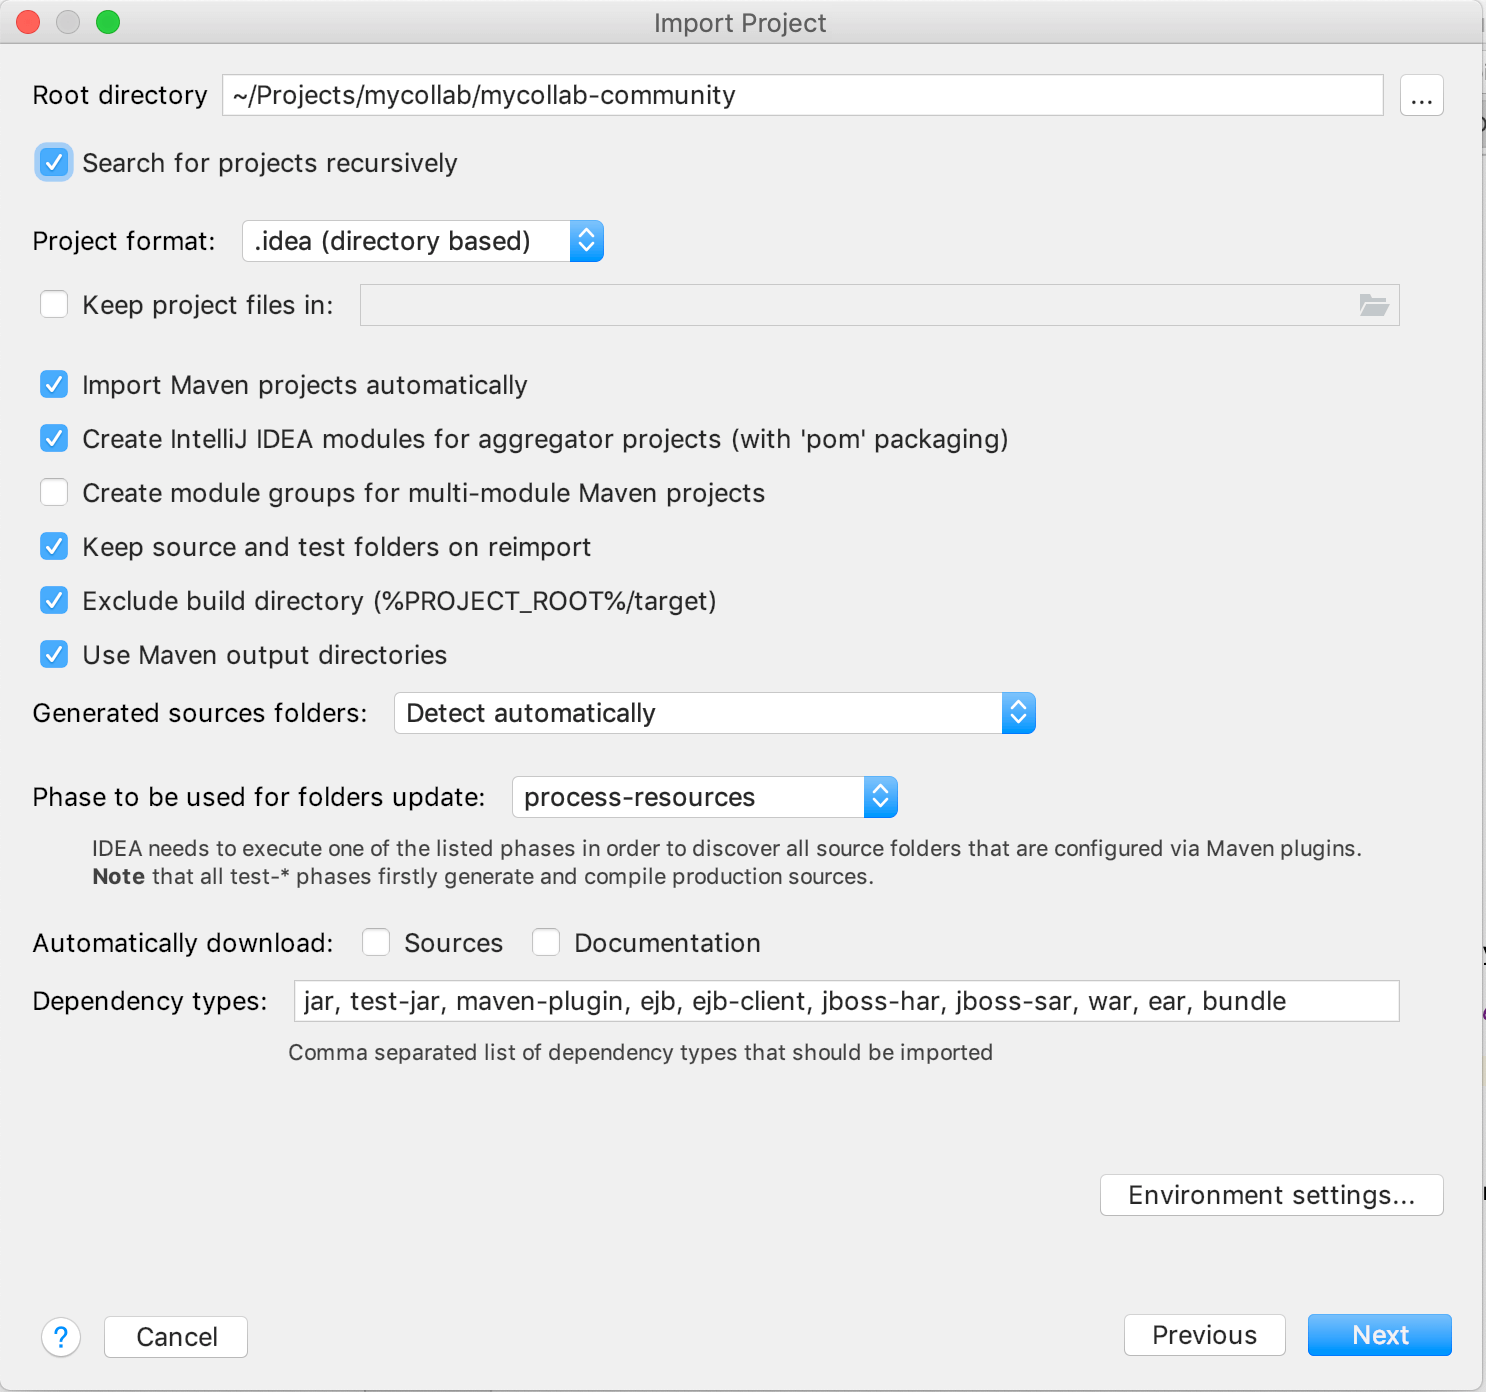 Import Project
Root directory ~/Projects/mycollab/mycollab-community ...
Search for projects recursively
Project format: .idea (directory based)
Keep project files in:
Import Maven projects automatically
Create IntelliJ IDEA modules for aggregator projects (with 'pom' packaging)
Create module groups for multi-module Maven projects
Keep source and test folders on reimport
Exclude build directory (%PROJECT_ROOT%/target)
Use Maven output directories
Generated sources folders: Detect automatically
Phase to be used for folders update: process-resources
IDEA needs to execute one of the listed phases in order to discover all source folders that are configured via Maven plugins.
Note that all test-* phases firstly generate and compile production sources.
Automatically download: Sources Documentation
Dependency types: jar, test-jar, maven-plugin, ejb, ejb-client, jboss-har, jboss-sar, war, ear, bundle
Comma separated list of dependency types that should be imported
Environment settings...
? Cancel Previous Next